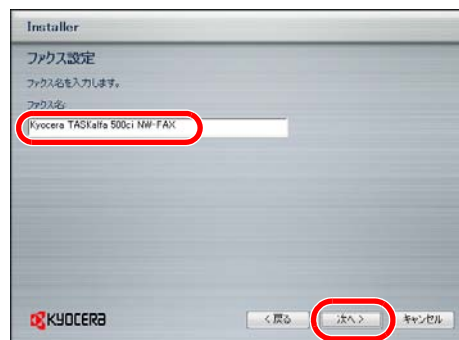 Installer
ファクス設定
ファクス名を入力します。
ファクス名:
Kyocera TASKalfa 500ci NW-FAX
KYOCERA
< 戻る
次へ >
キャンセル